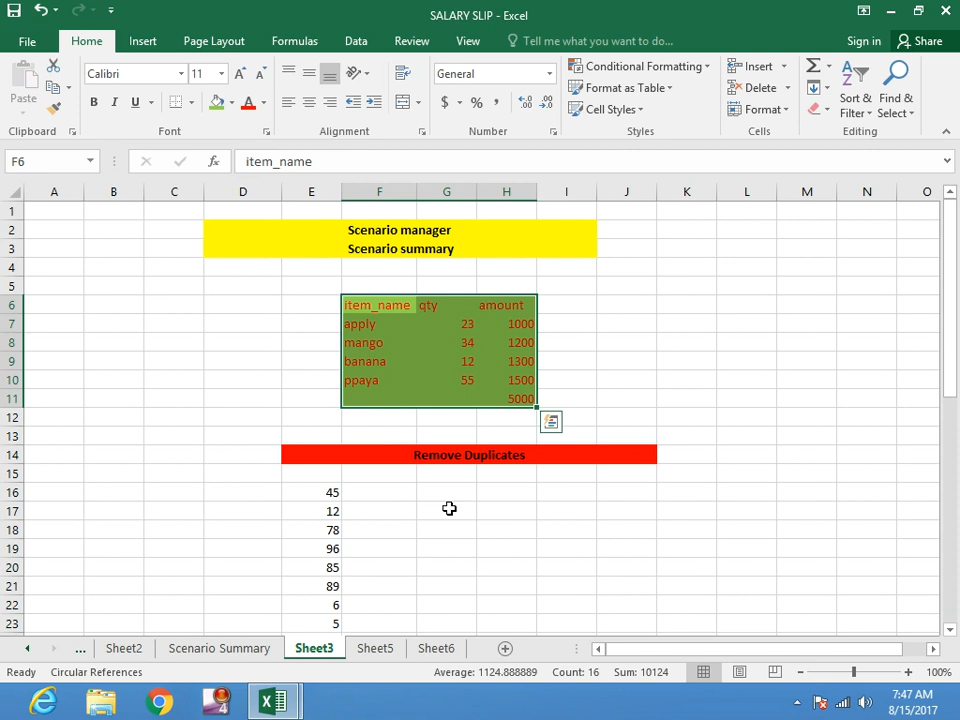 SALARY SLIP - Excel
File Home Insert Page Layout Formulas Data Review View Tell me what you want to do... Sign in Share
Paste Calibri 11 General Conditional Formatting Insert
B I U $ % , Format as Table Delete Sort & Filter Find & Select
Cell Styles Format
Clipboard Font Alignment Number Styles Cells Editing
F6 fx item_name
A B C D E F G H I J K L M N O
1
2 Scenario manager
3 Scenario summary
4
5
6 item_name qty amount
7 apply 23 1000
8 mango 34 1200
9 banana 12 1300
10 ppaya 55 1500
11 5000
12
13
14 Remove Duplicates
15
16 45
17 12
18 78
19 96
20 85
21 89
22 6
23 5
... Sheet2 Scenario Summary Sheet3 Sheet5 Sheet6
Ready Circular References Average: 1124.888889 Count: 16 Sum: 10124 100%
7:47 AM
8/15/2017